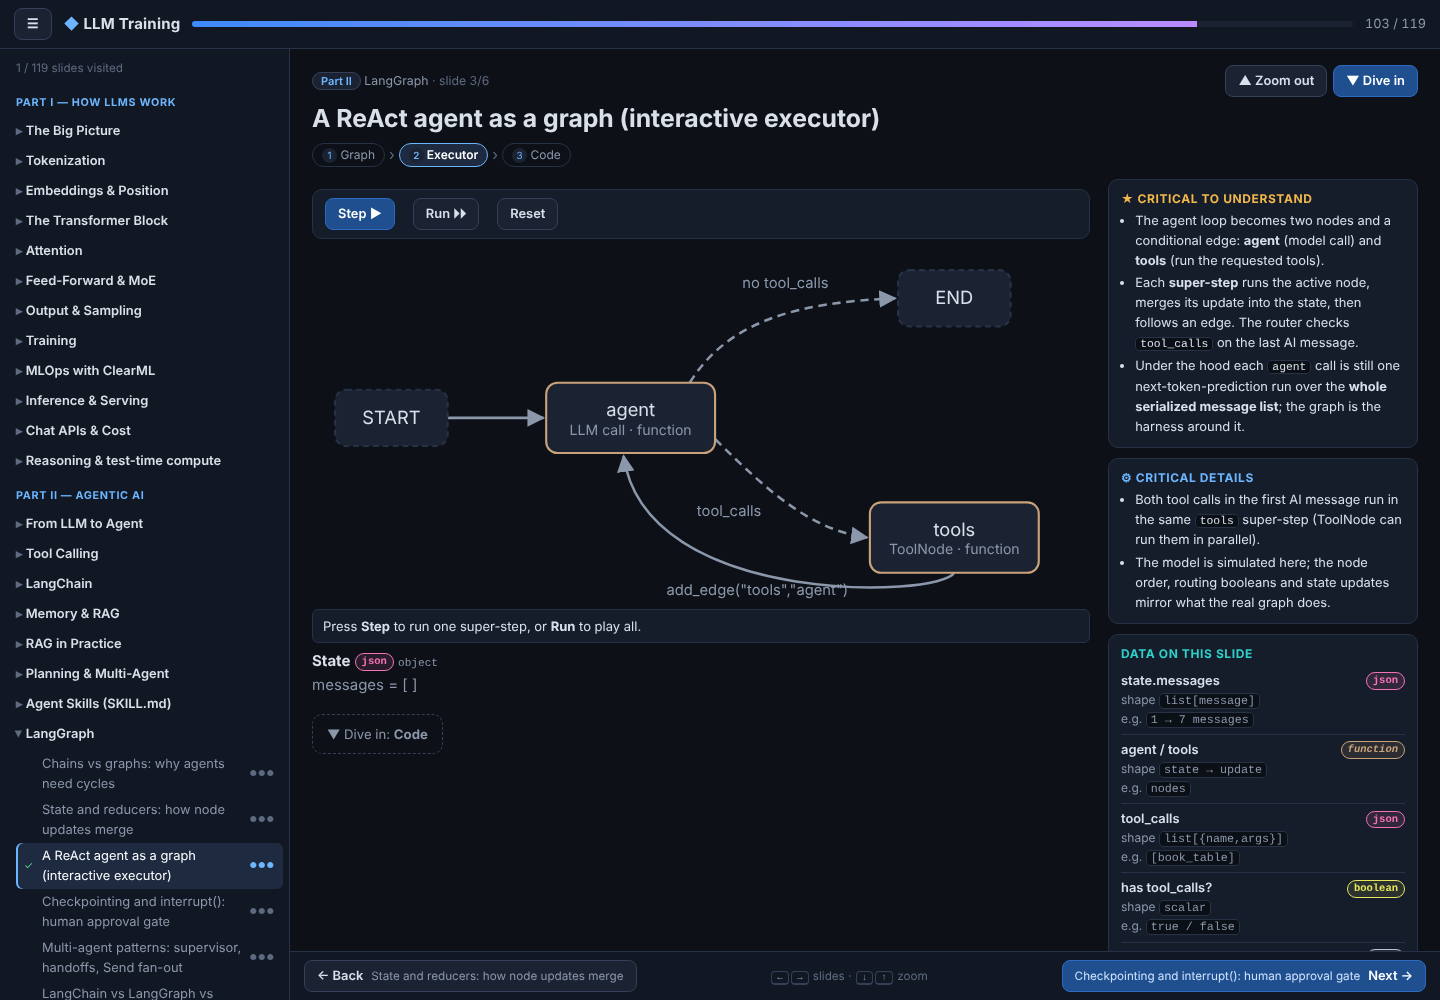 ☰
LLM Training
103 / 119
1 / 119 slides visited
PART I — HOW LLMS WORK
The Big Picture
Tokenization
Embeddings & Position
The Transformer Block
Attention
Feed-Forward & MoE
Output & Sampling
Training
MLOps with ClearML
Inference & Serving
Chat APIs & Cost
Reasoning & test-time compute
PART II — AGENTIC AI
From LLM to Agent
Tool Calling
LangChain
Memory & RAG
RAG in Practice
Planning & Multi-Agent
Agent Skills (SKILL.md)
LangGraph
Chains vs graphs: why agents
need cycles
State and reducers: how node
updates merge
A ReAct agent as a graph
(interactive executor)
Checkpointing and interrupt():
human approval gate
Multi-agent patterns: supervisor,
handoffs, Send fan-out
LangChain vs LangGraph vs
Part II LangGraph · slide 3/6
▲ Zoom out
▼ Dive in
A ReAct agent as a graph (interactive executor)
1 Graph › 2 Executor › 3 Code
Step ▶
Run ⏩
Reset
no tool_calls
END
START
agent
LLM call · function
tool_calls
tools
ToolNode · function
add_edge("tools","agent")
Press Step to run one super-step, or Run to play all.
State json object
messages = [ ]
▼ Dive in: Code
★ CRITICAL TO UNDERSTAND
• The agent loop becomes two nodes and a
conditional edge: agent (model call) and
tools (run the requested tools).
• Each super-step runs the active node,
merges its update into the state, then
follows an edge. The router checks
tool_calls on the last AI message.
• Under the hood each agent call is still one
next-token-prediction run over the whole
serialized message list; the graph is the
harness around it.
⚙ CRITICAL DETAILS
• Both tool calls in the first AI message run in
the same tools super-step (ToolNode can
run them in parallel).
• The model is simulated here; the node
order, routing booleans and state updates
mirror what the real graph does.
DATA ON THIS SLIDE
state.messages json
shape list[message]
e.g. 1 → 7 messages
agent / tools function
shape state → update
e.g. nodes
tool_calls json
shape list[{name,args}]
e.g. [book_table]
has tool_calls? boolean
shape scalar
e.g. true / false
← Back State and reducers: how node updates merge
← → slides · ↓ ↑ zoom
Checkpointing and interrupt(): human approval gate Next →